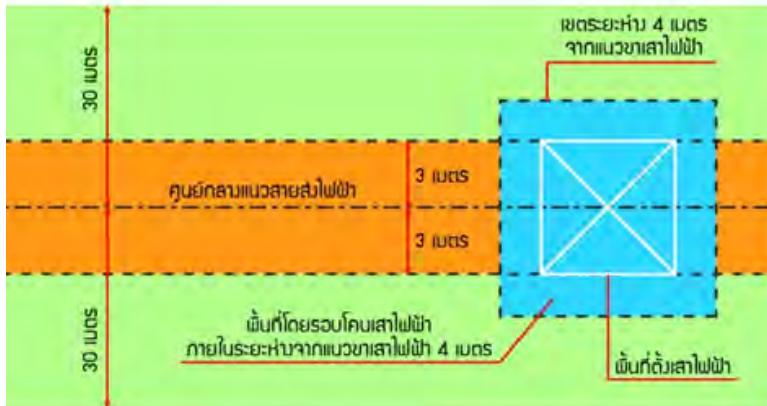 เขตระยะห่าง 4 เมตร
จากแนวขาเสาไฟฟ้า
30 เมตร
3 เมตร
ศูนย์กลางแนวสายส่งไฟฟ้า
3 เมตร
30 เมตร
พื้นที่โดยรอบโคนเสาไฟฟ้า
ภายในระยะห่างจากแนวขาเสาไฟฟ้า 4 เมตร
พื้นที่ตั้งเสาไฟฟ้า